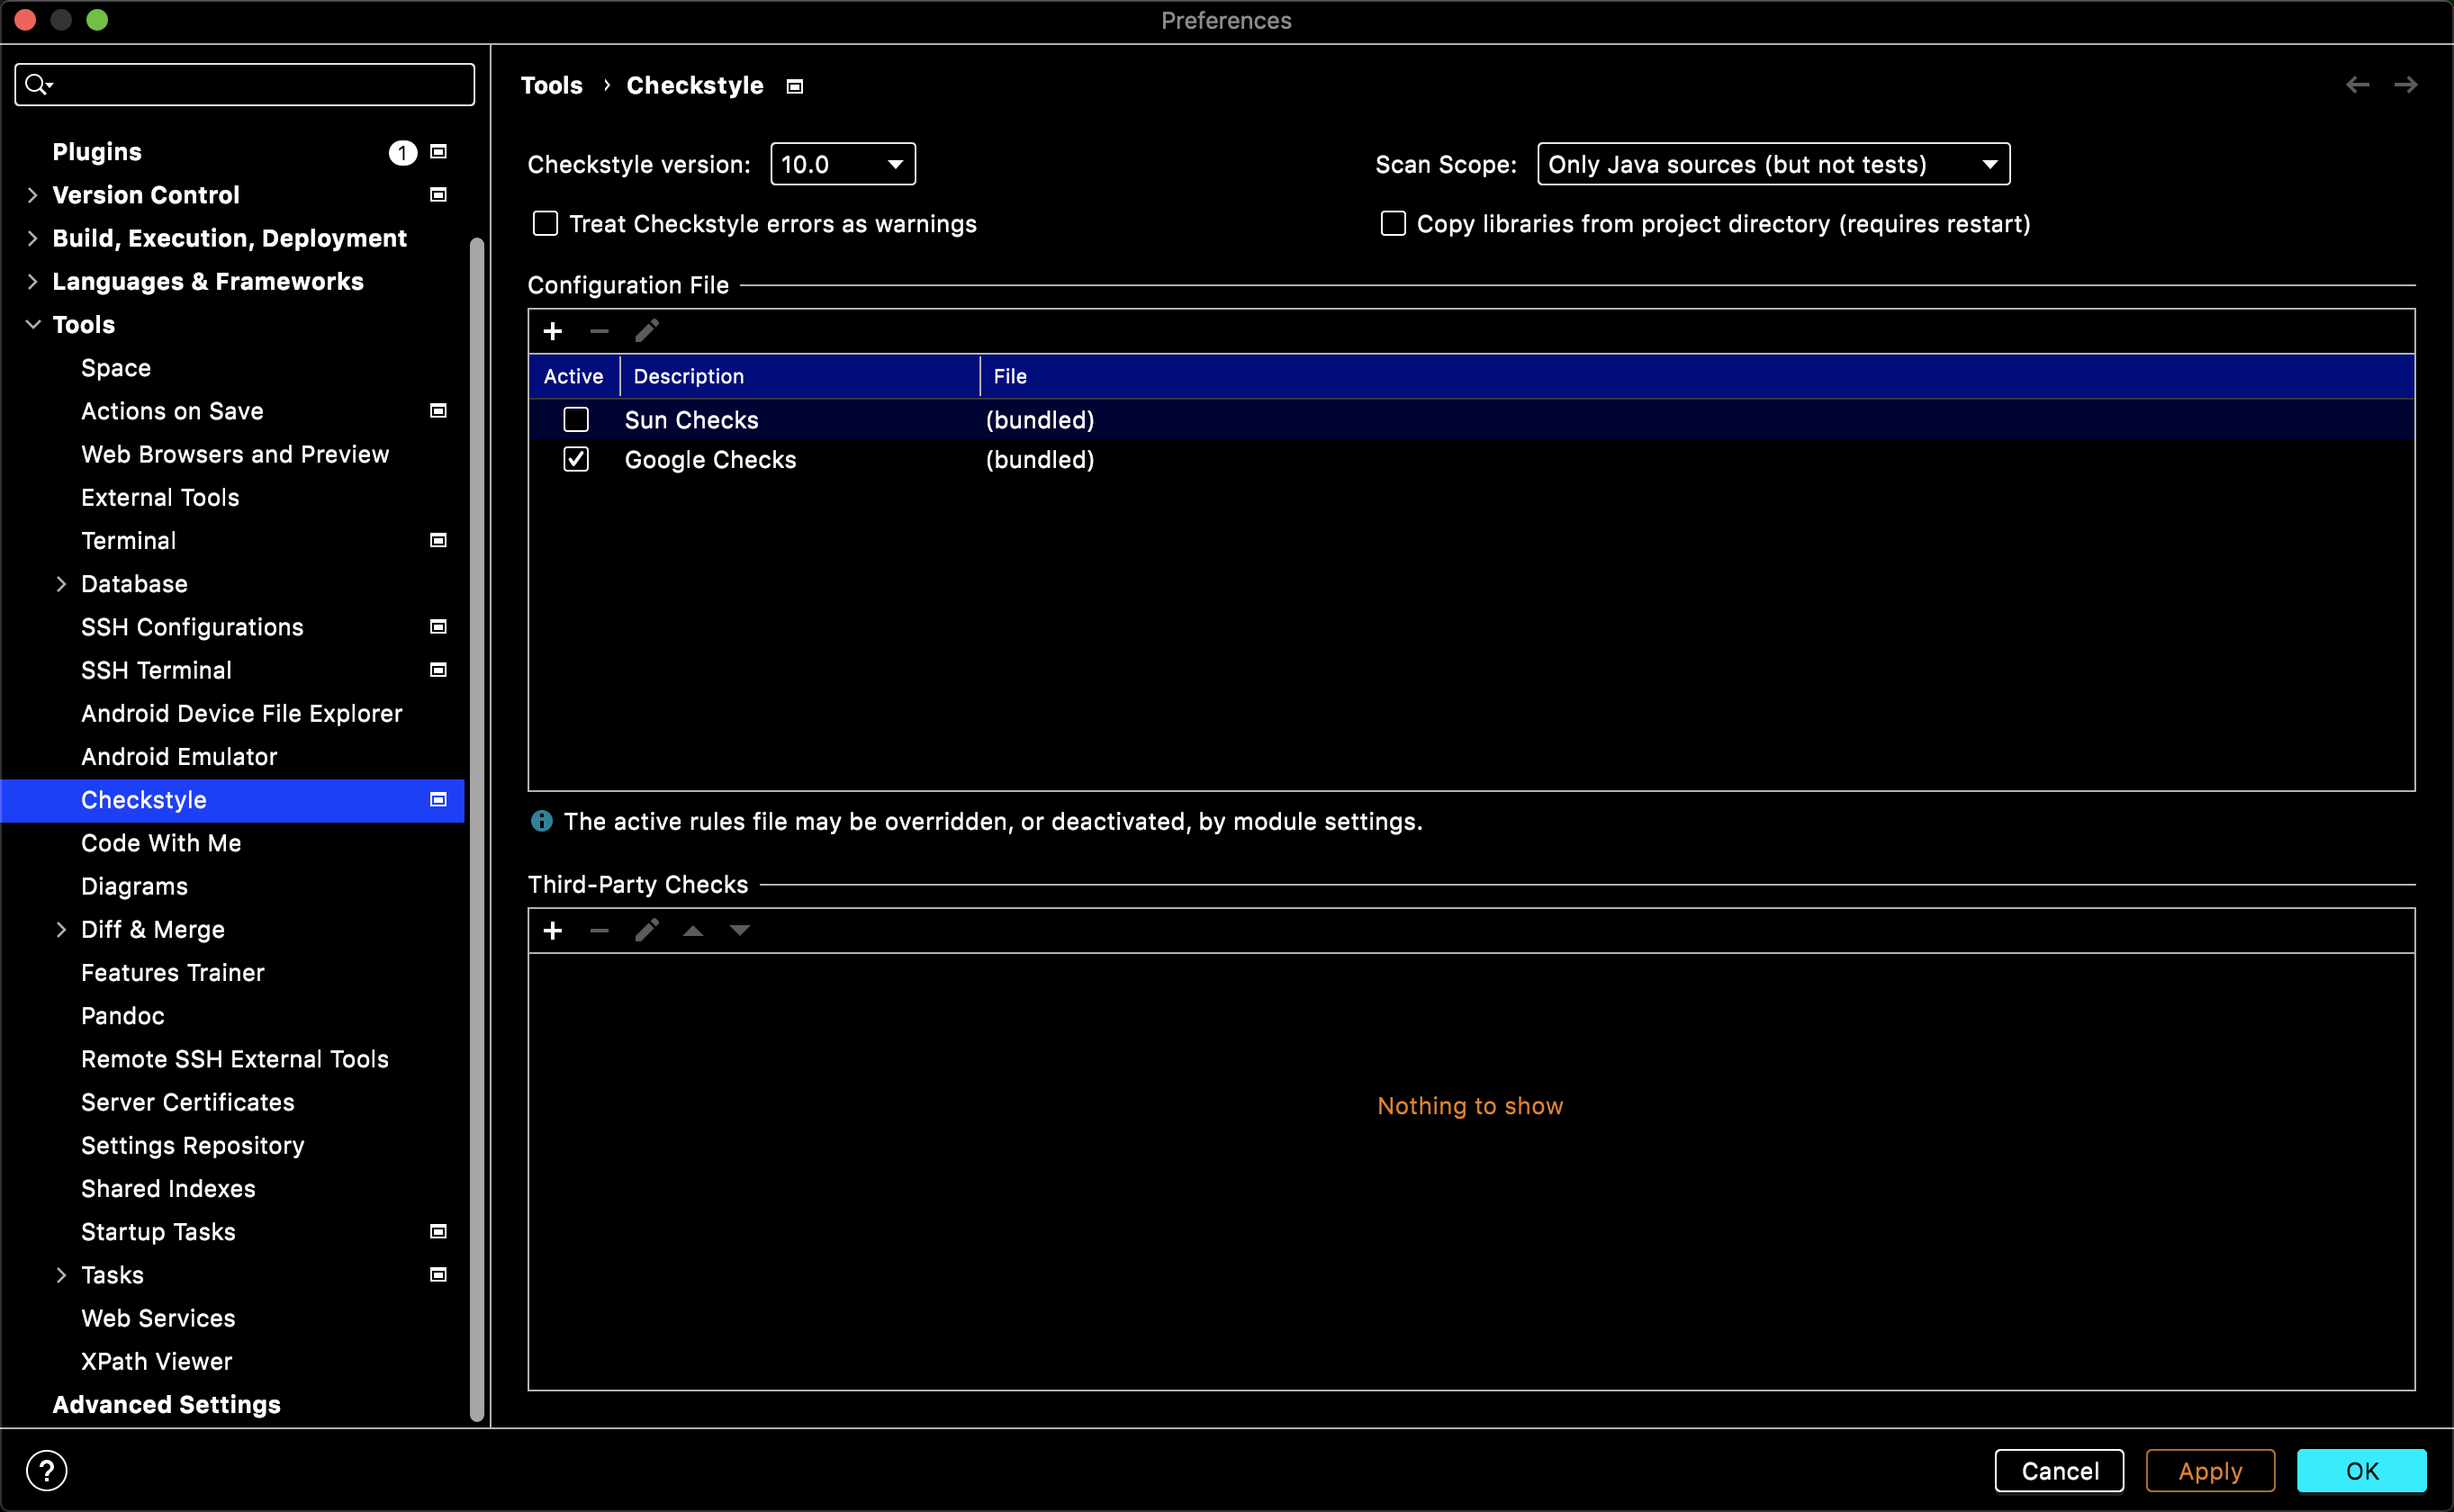 Preferences
Plugins 1
Version Control
Build, Execution, Deployment
Languages & Frameworks
Tools
Space
Actions on Save
Web Browsers and Preview
External Tools
Terminal
Database
SSH Configurations
SSH Terminal
Android Device File Explorer
Android Emulator
Checkstyle
Code With Me
Diagrams
Diff & Merge
Features Trainer
Pandoc
Remote SSH External Tools
Server Certificates
Settings Repository
Shared Indexes
Startup Tasks
Tasks
Web Services
XPath Viewer
Advanced Settings
Tools › Checkstyle
Checkstyle version: 10.0 Scan Scope: Only Java sources (but not tests)
Treat Checkstyle errors as warnings Copy libraries from project directory (requires restart)
Configuration File
Active Description File
Sun Checks (bundled)
Google Checks (bundled)
The active rules file may be overridden, or deactivated, by module settings.
Third-Party Checks
Nothing to show
? Cancel Apply OK